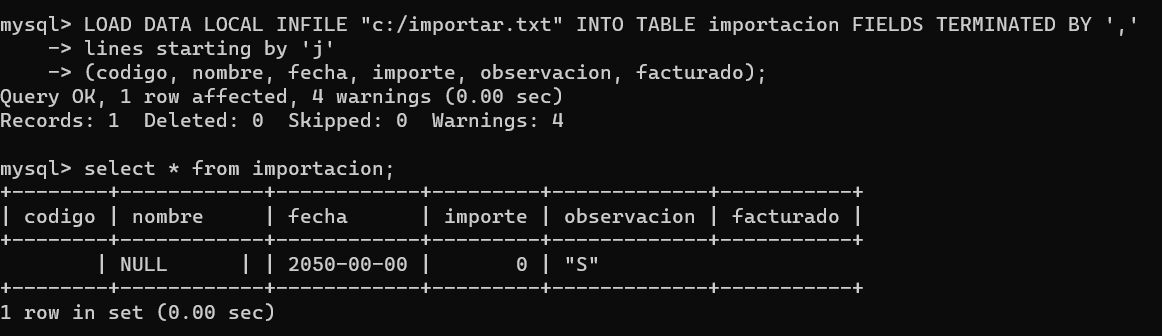 mysql> LOAD DATA LOCAL INFILE "c:/importar.txt" INTO TABLE importacion FIELDS TERMINATED BY ','
    -> lines starting by 'j'
    -> (codigo, nombre, fecha, importe, observacion, facturado);
Query OK, 1 row affected, 4 warnings (0.00 sec)
Records: 1  Deleted: 0  Skipped: 0  Warnings: 4

mysql> select * from importacion;
+--------+------------+------------+---------+-------------+-----------+
| codigo | nombre     | fecha      | importe | observacion | facturado |
+--------+------------+------------+---------+-------------+-----------+
        | NULL      | | 2050-00-00 |       0 | "S"
+--------+------------+------------+---------+-------------+-----------+
1 row in set (0.00 sec)